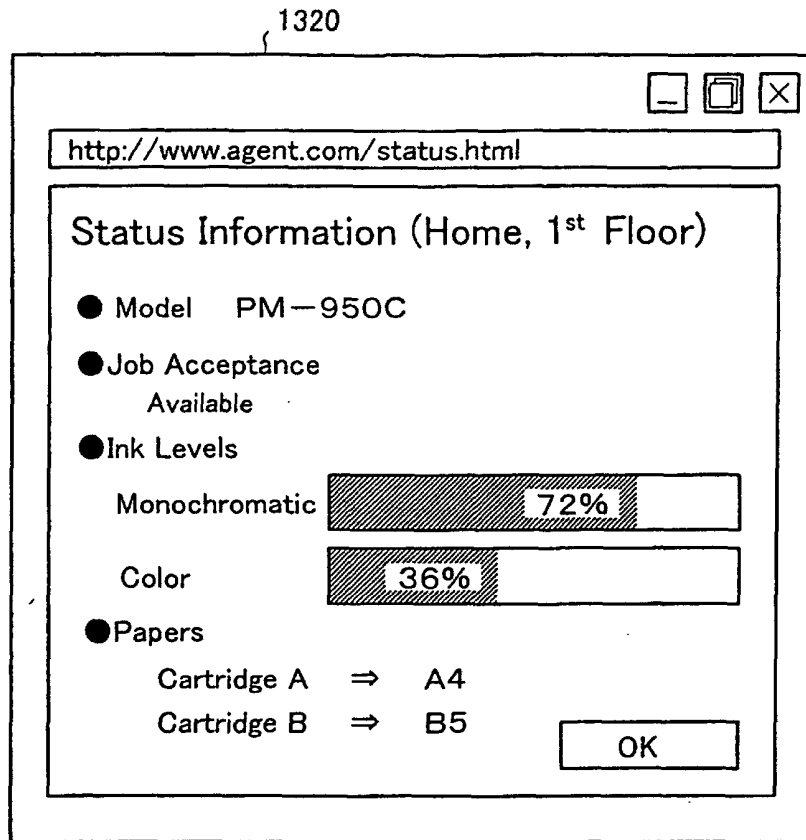 1320
http://www.agent.com/status.html
Status Information (Home, 1st Floor)
● Model PM−950C
●Job Acceptance
Available
●Ink Levels
Monochromatic 72%
Color 36%
●Papers
Cartridge A ⇒ A4
Cartridge B ⇒ B5
OK